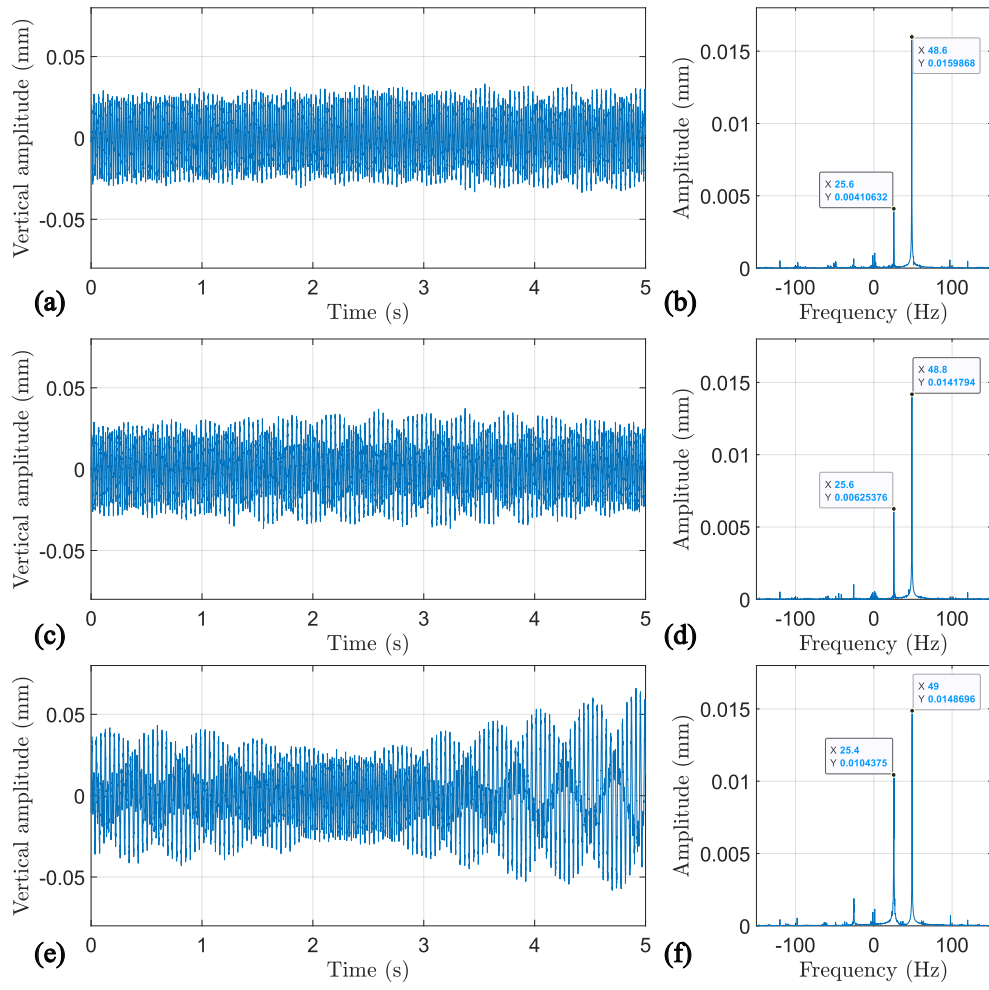 Vertical amplitude (mm)
0.05
0
-0.05
0
1
2
3
4
5
Time (s)
(a)
Amplitude (mm)
0.015
0.01
0.005
0
-100
0
100
Frequency (Hz)
(b)
X 48.6
Y 0.0159868
X 25.6
Y 0.00410632
Vertical amplitude (mm)
0.05
0
-0.05
0
1
2
3
4
5
Time (s)
(c)
Amplitude (mm)
0.015
0.01
0.005
0
-100
0
100
Frequency (Hz)
(d)
X 48.8
Y 0.0141794
X 25.6
Y 0.00625376
Vertical amplitude (mm)
0.05
0
-0.05
0
1
2
3
4
5
Time (s)
(e)
Amplitude (mm)
0.015
0.01
0.005
0
-100
0
100
Frequency (Hz)
(f)
X 49
Y 0.0148696
X 25.4
Y 0.0104375